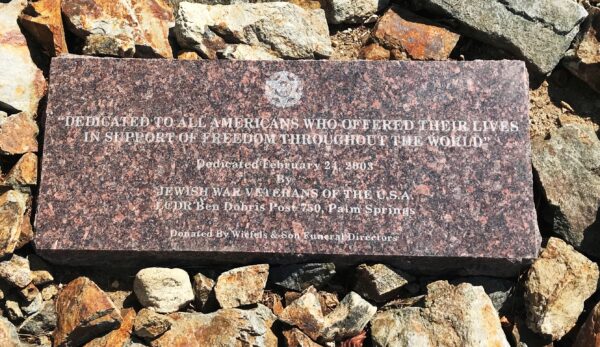 "DEDICATED TO ALL AMERICANS WHO OFFERED THEIR LIVES
IN SUPPORT OF FREEDOM THROUGHOUT THE WORLD"
Dedicated February 21, 2003
By
JEWISH WAR VETERANS OF THE U.S.A.
LCDR Ben Dobris Post 750, Palm Springs
Donated By Wiefels & Son Funeral Directors